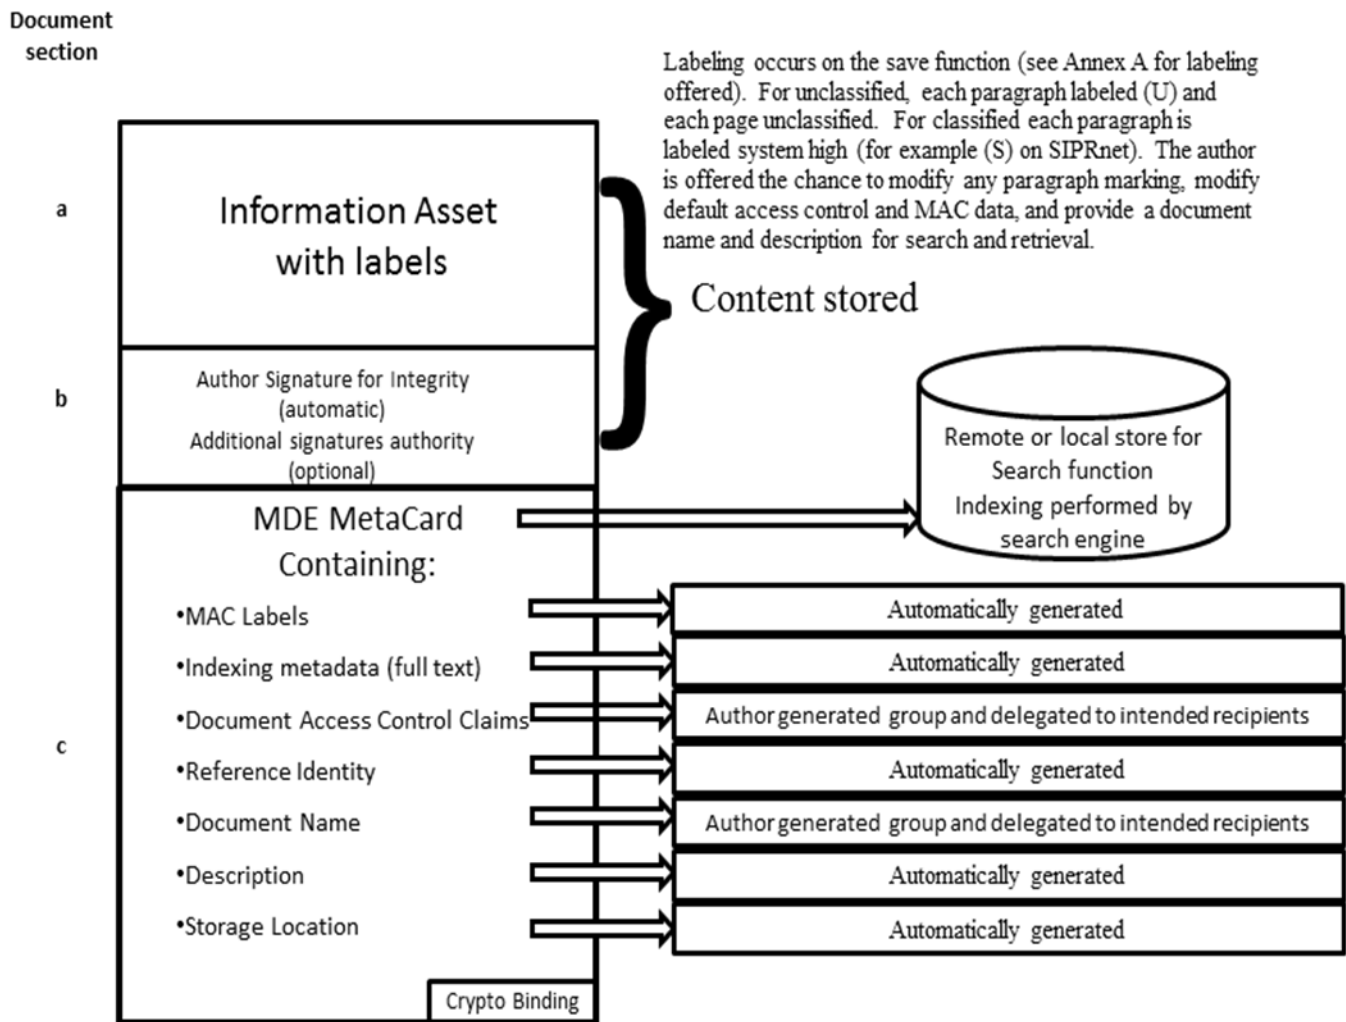 Document
section
Labeling occurs on the save function (see Annex A for labeling
offered). For unclassified, each paragraph labeled (U) and
each page unclassified. For classified each paragraph is
labeled system high (for example (S) on SIPRnet). The author
is offered the chance to modify any paragraph marking, modify
default access control and MAC data, and provide a document
name and description for search and retrieval.
a
Information Asset
with labels
Content stored
b
Author Signature for Integrity
(automatic)
Additional signatures authority
(optional)
Remote or local store for
Search function
Indexing performed by
search engine
c
MDE MetaCard
Containing:
•MAC Labels
Automatically generated
•Indexing metadata (full text)
Automatically generated
•Document Access Control Claims
Author generated group and delegated to intended recipients
•Reference Identity
Automatically generated
•Document Name
Author generated group and delegated to intended recipients
•Description
Automatically generated
•Storage Location
Automatically generated
Crypto Binding